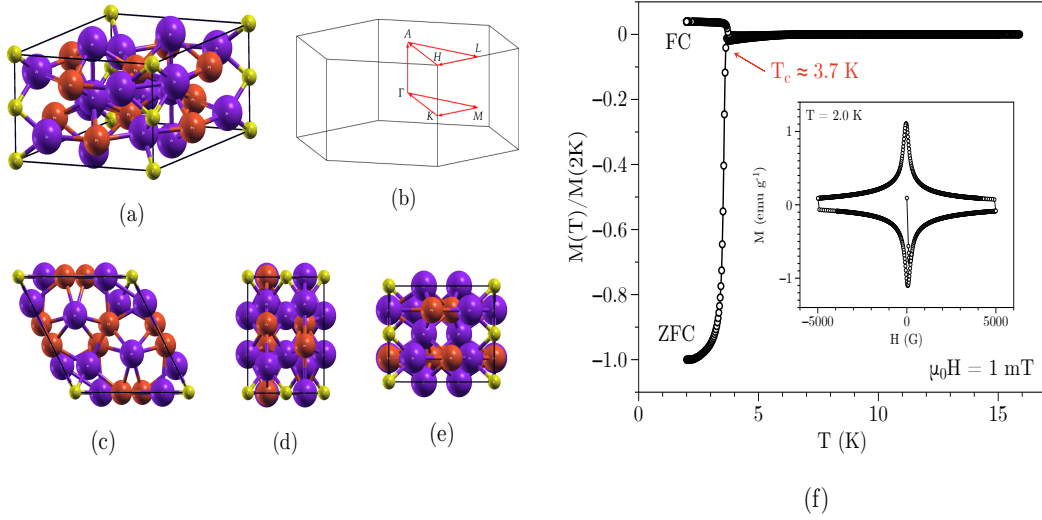 (a)
A
H
L
Γ
K
M
(b)
(c)
(d)
(e)
FC
T_c ≈ 3.7 K
ZFC
μ₀H = 1 mT
M(T)/M(2K)
0
−0.2
−0.4
−0.6
−0.8
−1.0
0
5
10
15
T (K)
T = 2.0 K
M (emu g⁻¹)
1
0
−1
−5000
0
5000
H (G)
(f)